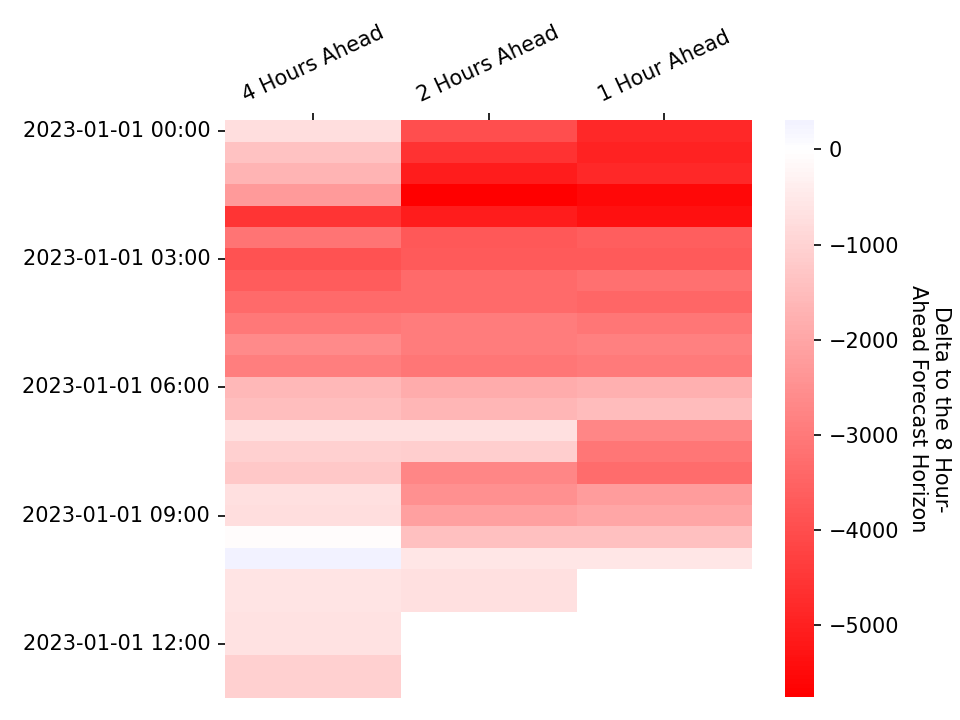 4 Hours Ahead
2 Hours Ahead
1 Hour Ahead
2023-01-01 00:00
2023-01-01 03:00
2023-01-01 06:00
2023-01-01 09:00
2023-01-01 12:00
0
−1000
−2000
−3000
−4000
−5000
Delta to the 8 Hour-
Ahead Forecast Horizon